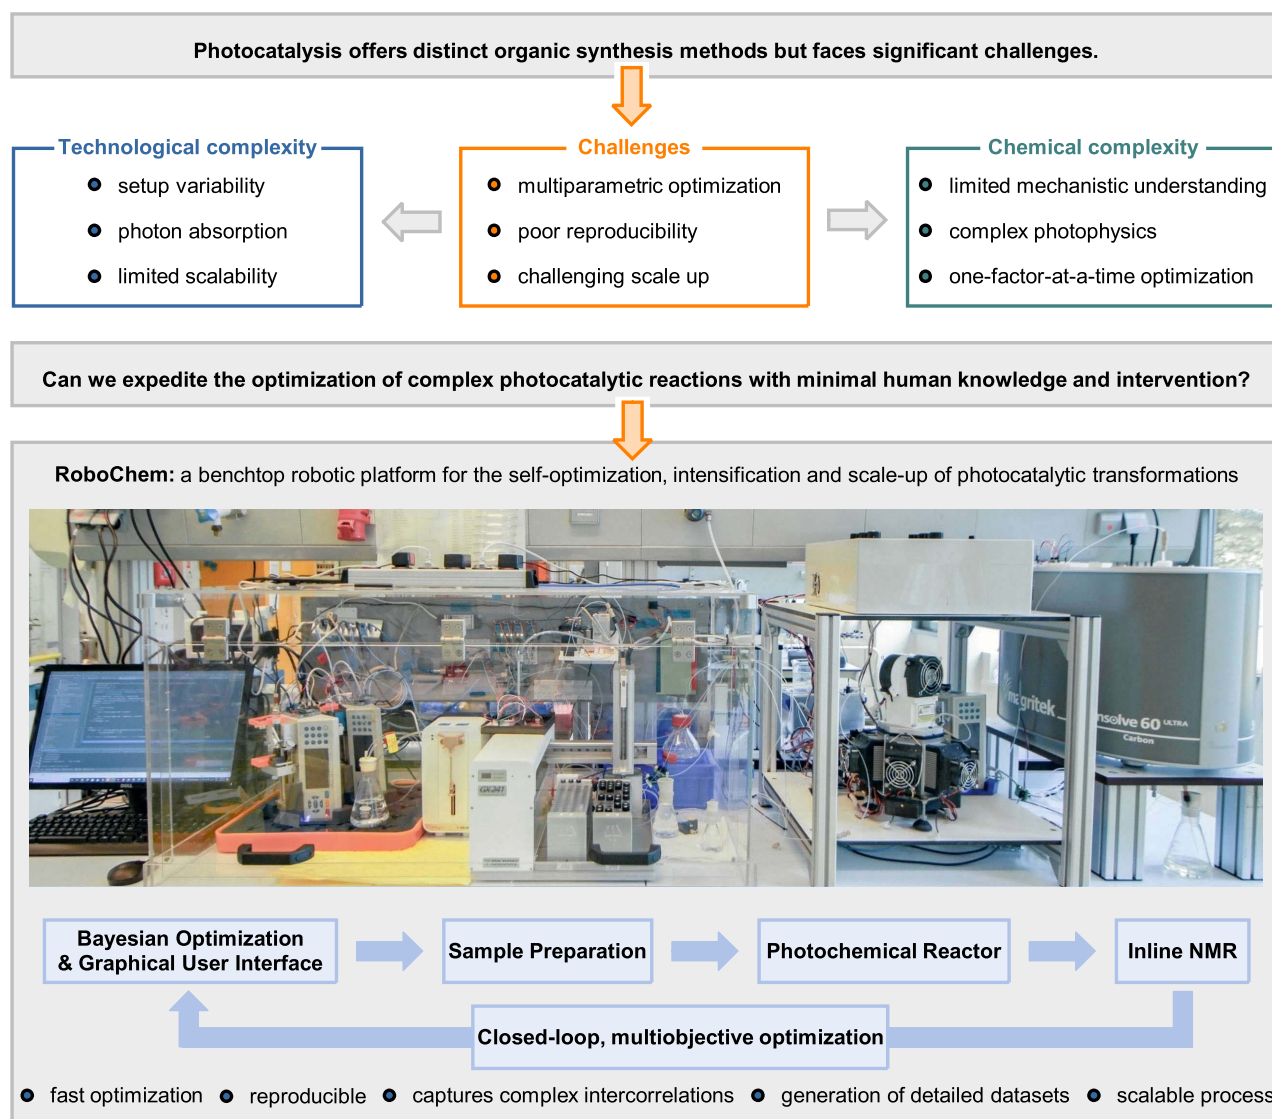 Photocatalysis offers distinct organic synthesis methods but faces significant challenges.
Technological complexity
setup variability
photon absorption
limited scalability
Challenges
multiparametric optimization
poor reproducibility
challenging scale up
Chemical complexity
limited mechanistic understanding
complex photophysics
one-factor-at-a-time optimization
Can we expedite the optimization of complex photocatalytic reactions with minimal human knowledge and intervention?
RoboChem: a benchtop robotic platform for the self-optimization, intensification and scale-up of photocatalytic transformations
magritek
nsolve 60 ULTRA
Carbon
GX-241
Bayesian Optimization
& Graphical User Interface
Sample Preparation
Photochemical Reactor
Inline NMR
Closed-loop, multiobjective optimization
fast optimization
reproducible
captures complex intercorrelations
generation of detailed datasets
scalable process